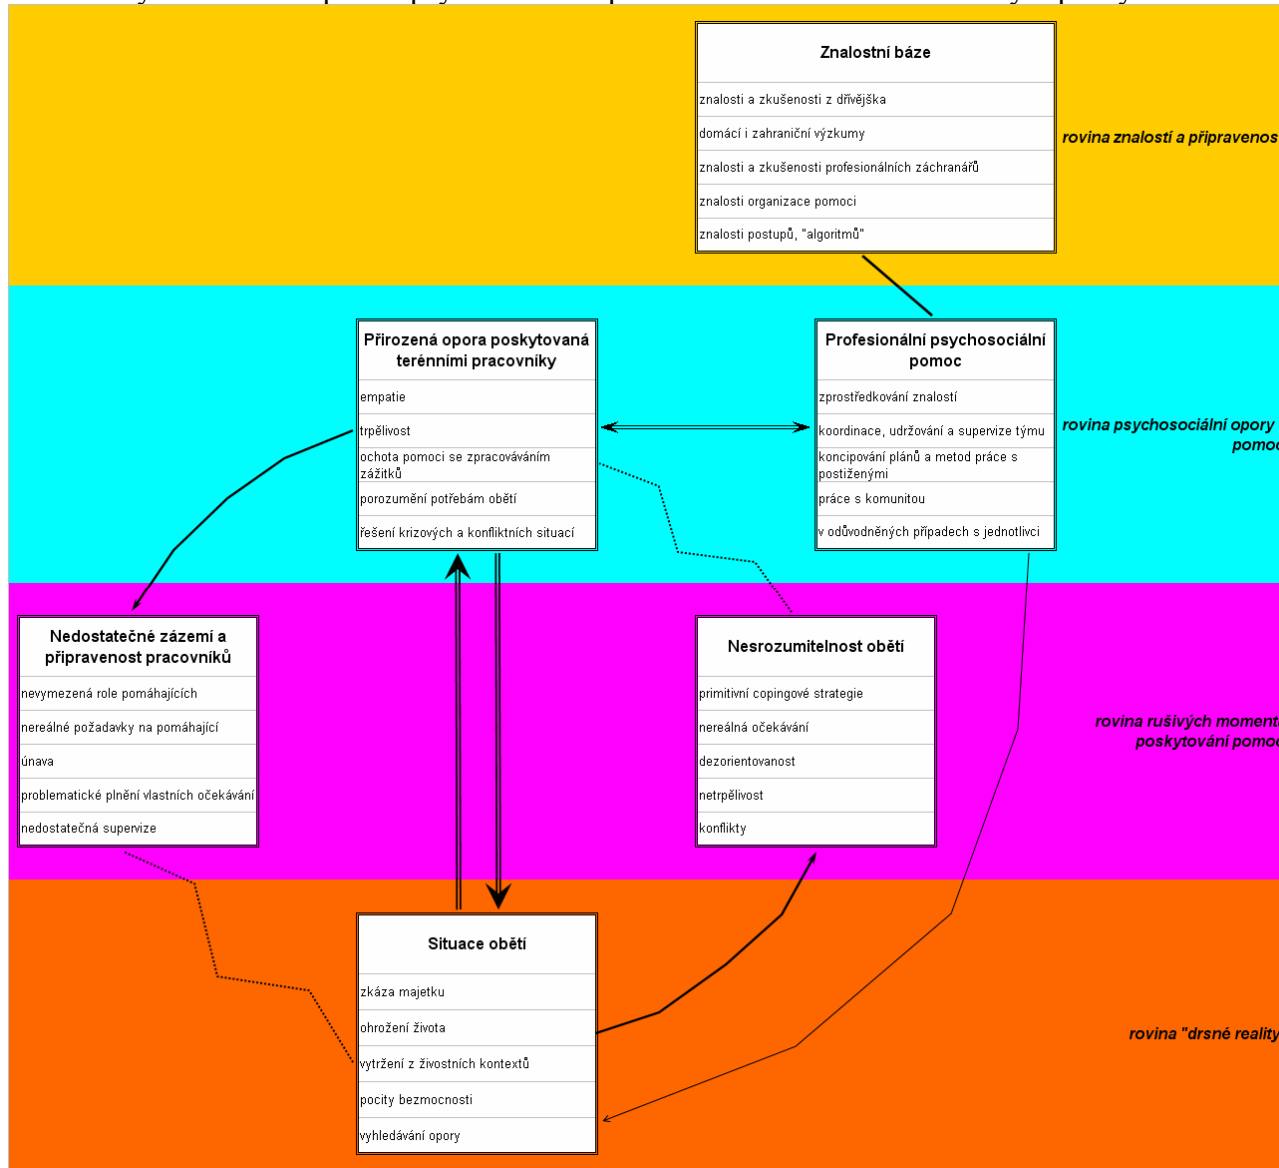 Znalostní báze
znalosti a zkušenosti z dřívějška
domácí i zahraniční výzkumy
znalosti a zkušenosti profesionálních záchranářů
znalosti organizace pomoci
znalosti postupů, "algoritmů"
rovina znalostí a připravenos
Přirozená opora poskytovaná
terénními pracovníky
empatie
trpělivost
ochota pomoci se zpracováváním
zážitků
porozumění potřebám obětí
řešení krizových a konfliktních situací
Profesionální psychosociální
pomoc
zprostředkování znalostí
koordinace, udržování a supervize týmu
koncipování plánů a metod práce s
postiženými
práce s komunitou
v odůvodněných případech s jednotlivci
rovina psychosociální opory
pomoc
Nedostatečné zázemí a
připravenost pracovníků
nevymezená role pomáhajících
nereálné požadavky na pomáhající
únava
problematické plnění vlastních očekávání
nedostatečná supervize
Nesrozumitelnost obětí
primitivní copingové strategie
nereálná očekávání
dezorientovanost
netrpělivost
konflikty
rovina rušivých moment
poskytování pomoc
Situace obětí
zkáza majetku
ohrožení života
vytržení z živostních kontextů
pocity bezmocnosti
vyhledávání opory
rovina "drsné reality